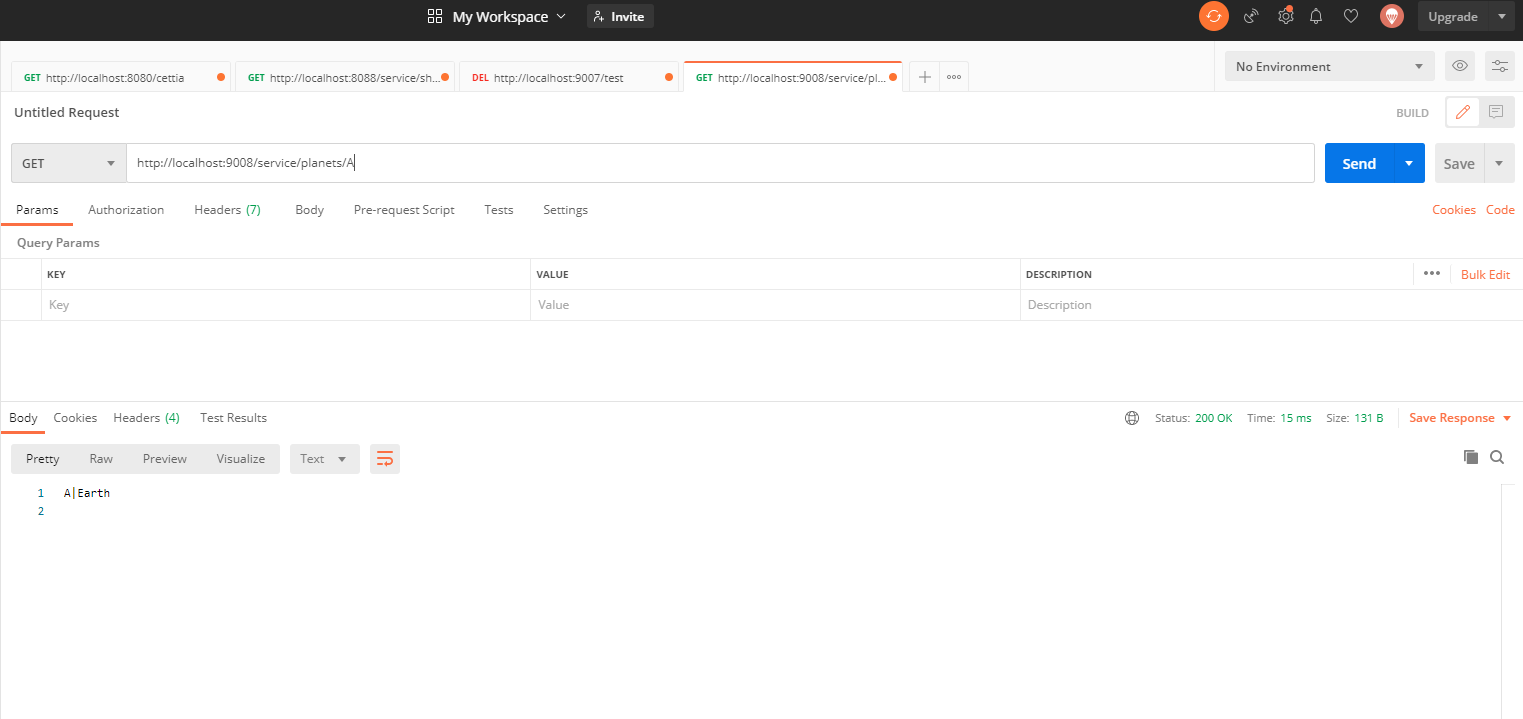 My Workspace Invite Upgrade
GET http://localhost:8080/cettia GET http://localhost:8088/service/sh... DEL http://localhost:9007/test GET http://localhost:9008/service/pl... No Environment
Untitled Request BUILD
GET http://localhost:9008/service/planets/A Send Save
Params Authorization Headers (7) Body Pre-request Script Tests Settings Cookies Code
Query Params
KEY VALUE DESCRIPTION Bulk Edit
Key Value Description
Body Cookies Headers (4) Test Results Status: 200 OK Time: 15 ms Size: 131 B Save Response
Pretty Raw Preview Visualize Text
1 A|Earth
2